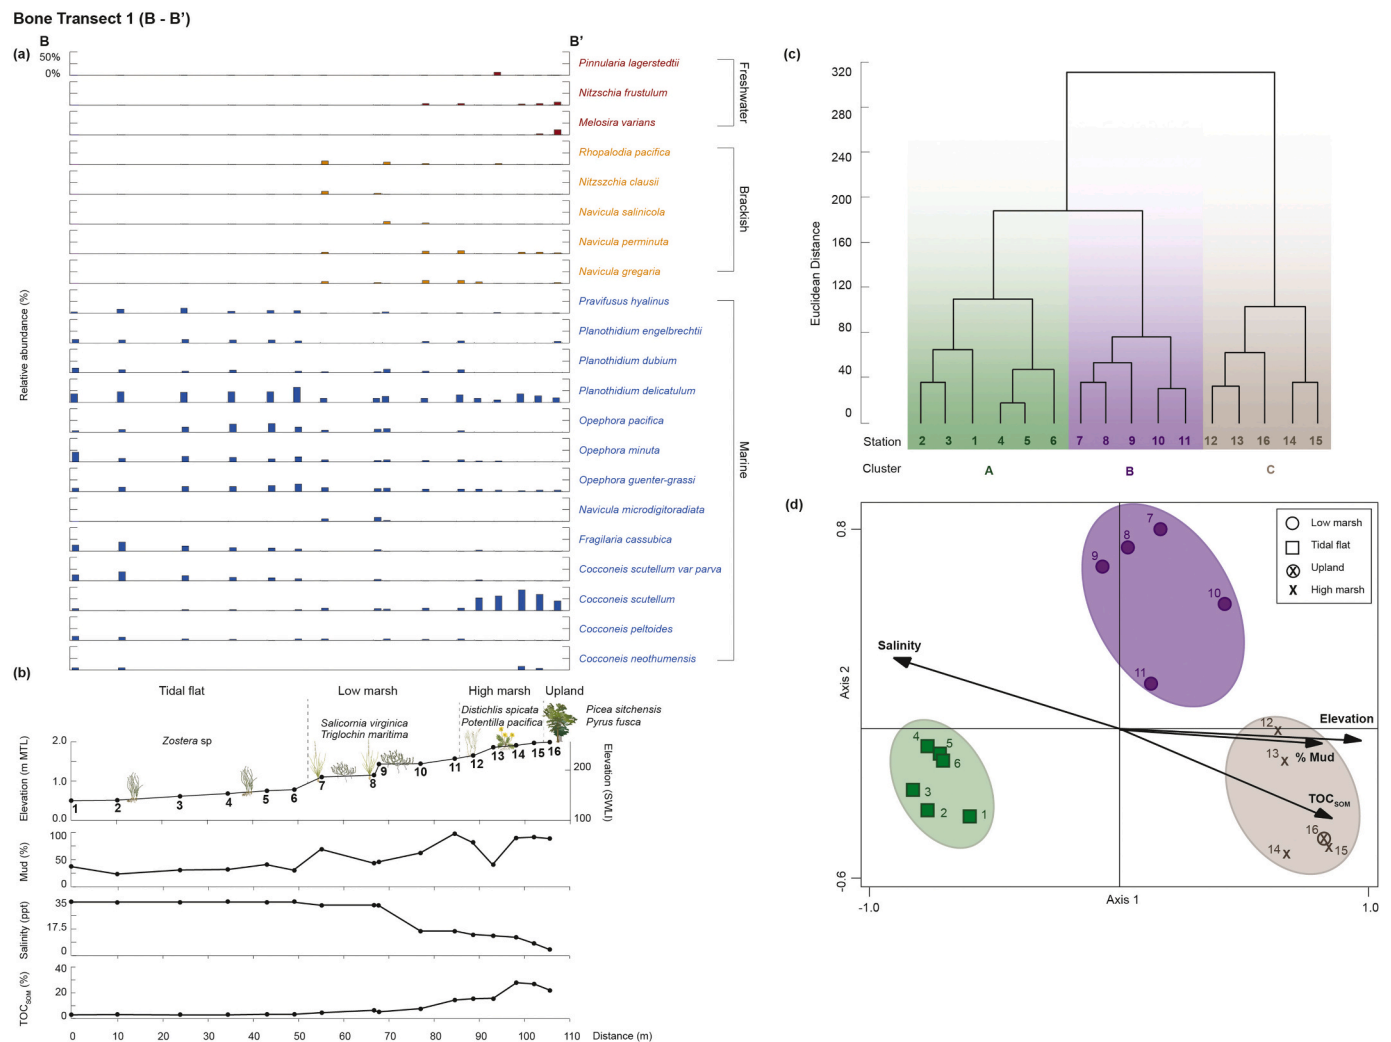 Bone Transect 1 (B - B’)
(a)
B
B’
50%
0%
Relative abundance (%)
Pinnularia lagerstedtii
Nitzschia frustulum
Melosira varians
Freshwater
Rhopalodia pacifica
Nitzszchia clausii
Navicula salinicola
Navicula perminuta
Navicula gregaria
Brackish
Pravifusus hyalinus
Planothidium engelbrechtii
Planothidium dubium
Planothidium delicatulum
Opephora pacifica
Opephora minuta
Opephora guenter-grassi
Navicula microdigitoradiata
Fragilaria cassubica
Cocconeis scutellum var parva
Cocconeis scutellum
Cocconeis peltoides
Cocconeis neothumensis
Marine
(b)
Tidal flat
Low marsh
High marsh
Upland
Zostera sp
Salicornia virginica
Triglochin maritima
Distichlis spicata
Potentilla pacifica
Picea sitchensis
Pyrus fusca
Elevation (m MTL)
2.0
1.0
0.0
Elevation (SWLI)
200
100
1 2 3 4 5 6 7 8 9 10 11 12 13 14 15 16
Mud (%)
100
50
0
Salinity (ppt)
35
17.5
0
TOCSOM (%)
40
20
0
0 10 20 30 40 50 60 70 80 90 100 110 Distance (m)
(c)
Euclidean Distance
320
280
240
200
160
120
80
40
0
Station 2 3 1 4 5 6 7 8 9 10 11 12 13 16 14 15
Cluster A B C
(d)
Axis 2
0.8
-0.6
-1.0
Axis 1
1.0
Low marsh
Tidal flat
Upland
High marsh
7
8
9
10
11
Salinity
Elevation
% Mud
TOCSOM
4
5
6
3
2
1
12
13
16
14
15